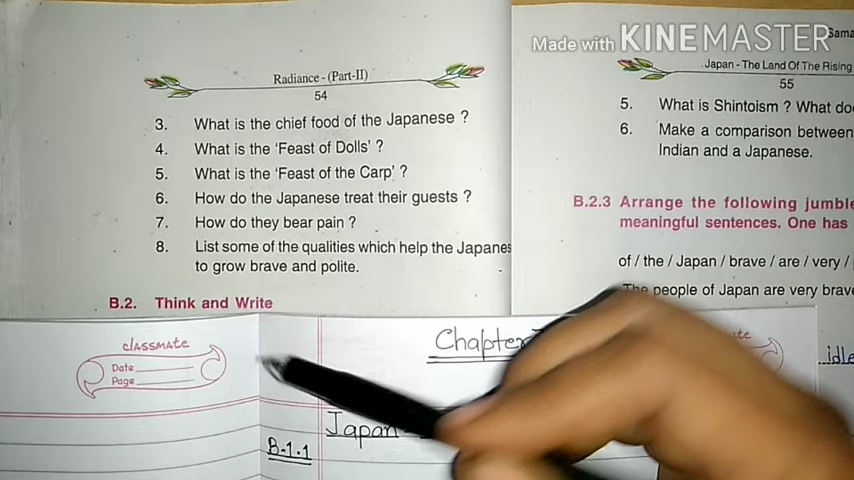 Made with KINEMASTER
Radiance - (Part-II)
54
3. What is the chief food of the Japanese ?
4. What is the 'Feast of Dolls' ?
5. What is the 'Feast of the Carp' ?
6. How do the Japanese treat their guests ?
7. How do they bear pain ?
8. List some of the qualities which help the Japanes
to grow brave and polite.
B.2. Think and Write
Japan - The Land Of The Rising
55
5. What is Shintoism ? What do
6. Make a comparison between
Indian and a Japanese.
B.2.3 Arrange the following jumble
meaningful sentences. One has
of / the / Japan / brave / are / very /
The people of Japan are very brave
idle
classmate
Date
Page
Chapter
Japan
B-1.1